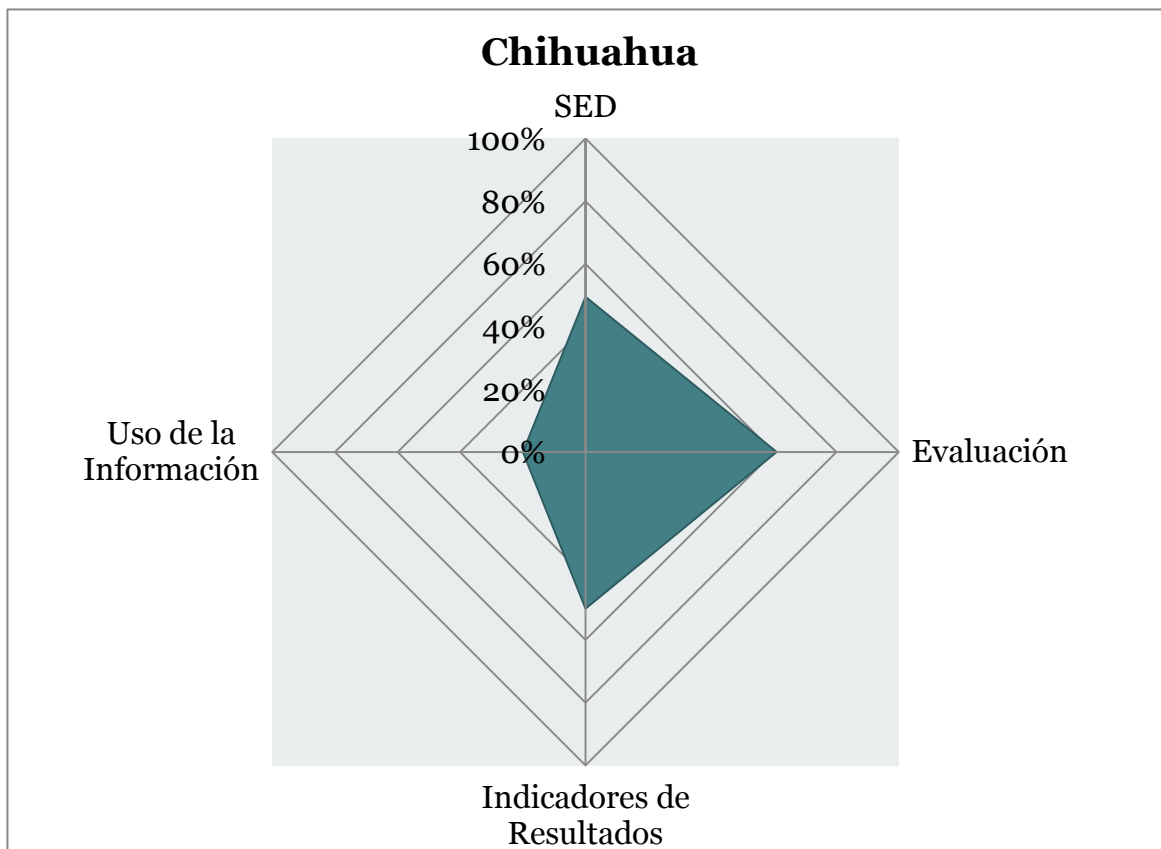 Chihuahua
SED
100%
80%
60%
40%
20%
0%
Evaluación
Indicadores de
Resultados
Uso de la
Información